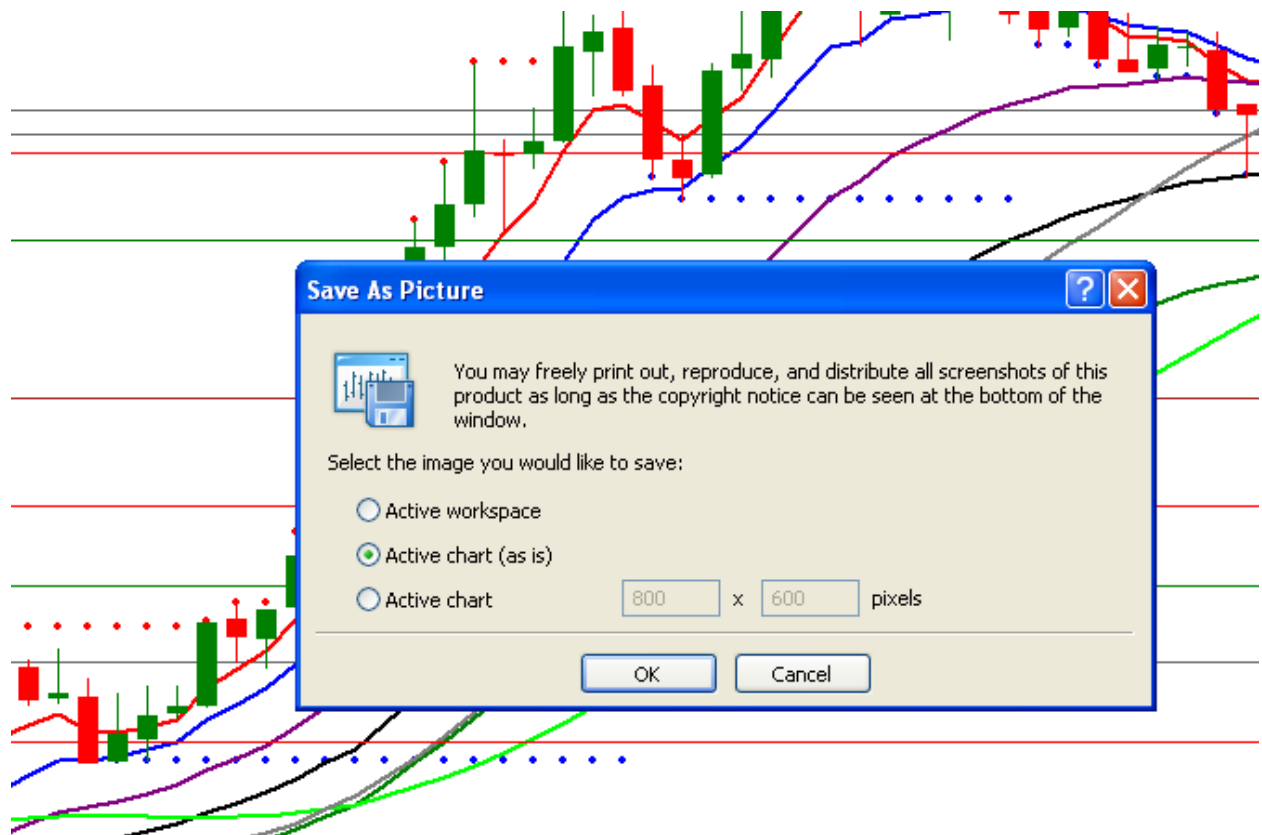 Save As Picture
You may freely print out, reproduce, and distribute all screenshots of this
product as long as the copyright notice can be seen at the bottom of the
window.
Select the image you would like to save:
Active workspace
Active chart (as is)
Active chart 800 x 600 pixels
OK Cancel